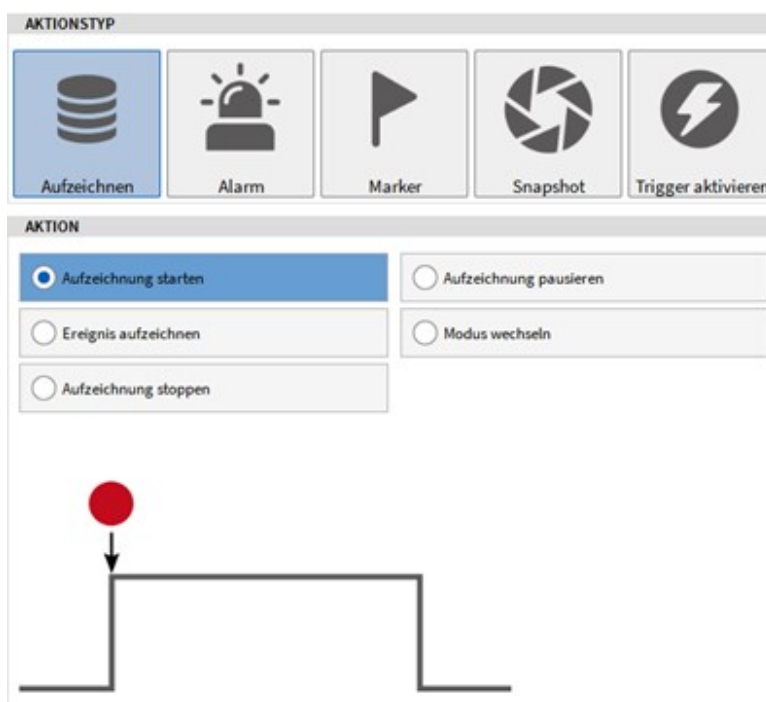 AKTIONSTYP
Aufzeichnen Alarm Marker Snapshot Trigger aktivieren
AKTION
Aufzeichnung starten Aufzeichnung pausieren
Ereignis aufzeichnen Modus wechseln
Aufzeichnung stoppen